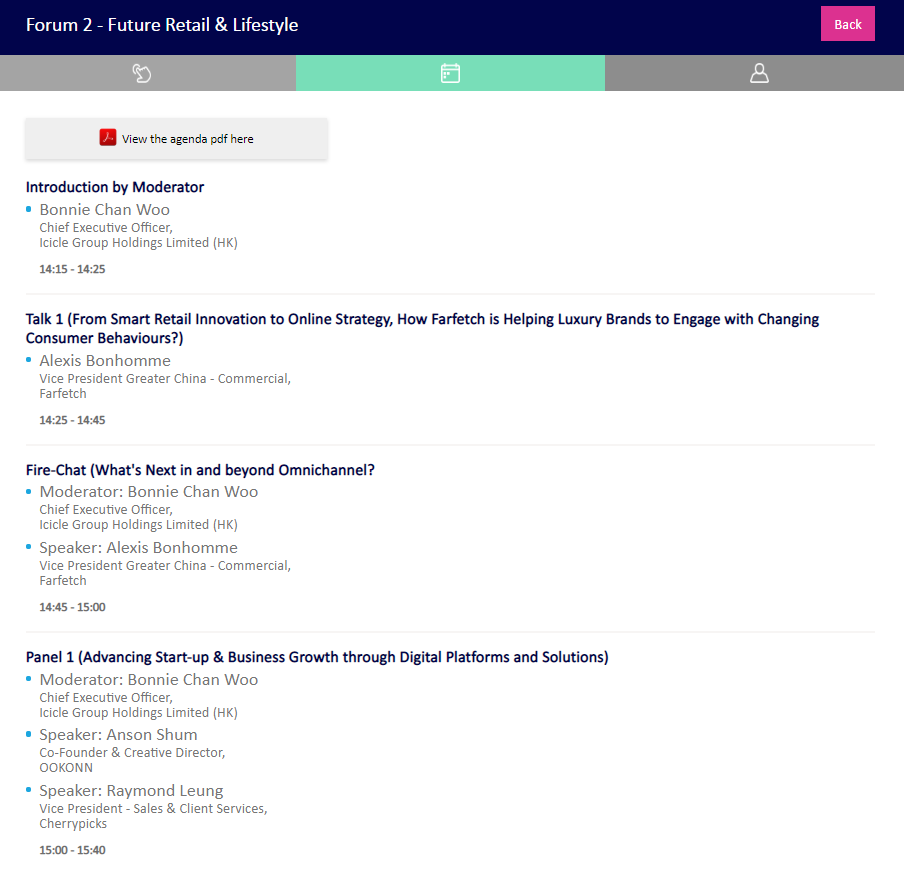 Forum 2 - Future Retail & Lifestyle
Back
View the agenda pdf here
Introduction by Moderator
Bonnie Chan Woo
Chief Executive Officer,
Icicle Group Holdings Limited (HK)
14:15 - 14:25
Talk 1 (From Smart Retail Innovation to Online Strategy, How Farfetch is Helping Luxury Brands to Engage with Changing
Consumer Behaviours?)
Alexis Bonhomme
Vice President Greater China - Commercial,
Farfetch
14:25 - 14:45
Fire-Chat (What's Next in and beyond Omnichannel?
Moderator: Bonnie Chan Woo
Chief Executive Officer,
Icicle Group Holdings Limited (HK)
Speaker: Alexis Bonhomme
Vice President Greater China - Commercial,
Farfetch
14:45 - 15:00
Panel 1 (Advancing Start-up & Business Growth through Digital Platforms and Solutions)
Moderator: Bonnie Chan Woo
Chief Executive Officer,
Icicle Group Holdings Limited (HK)
Speaker: Anson Shum
Co-Founder & Creative Director,
OOKONN
Speaker: Raymond Leung
Vice President - Sales & Client Services,
Cherrypicks
15:00 - 15:40